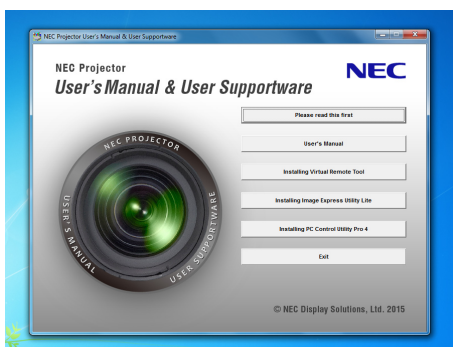 NEC Projector User's Manual & User Supportware
NEC Projector
NEC
User's Manual & User Supportware
Please read this first
User's Manual
Installing Virtual Remote Tool
Installing Image Express Utility Lite
Installing PC Control Utility Pro 4
Exit
NEC PROJECTOR
USER'S MANUAL
USER SUPPORTWARE
© NEC Display Solutions, Ltd. 2015